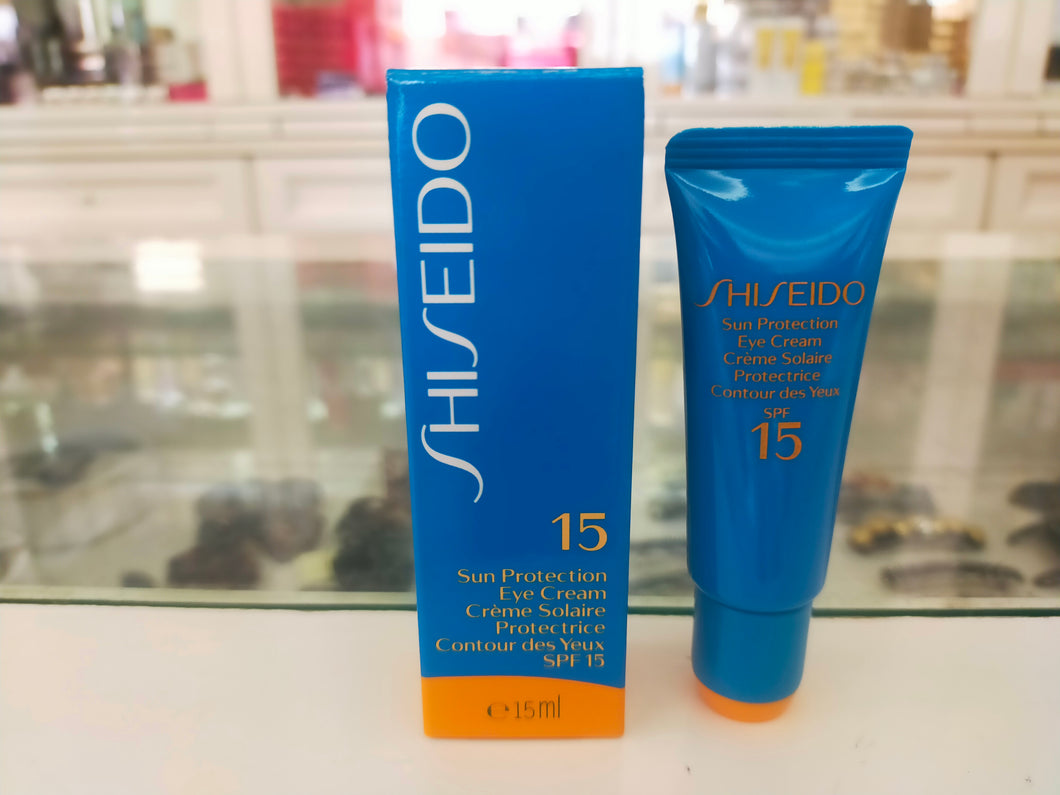 SHISEIDO
15
Sun Protection
Eye Cream
Crème Solaire
Protectrice
Contour des Yeux
SPF 15
℮15ml
SHISEIDO
Sun Protection
Eye Cream
Crème Solaire
Protectrice
Contour des Yeux
SPF
15